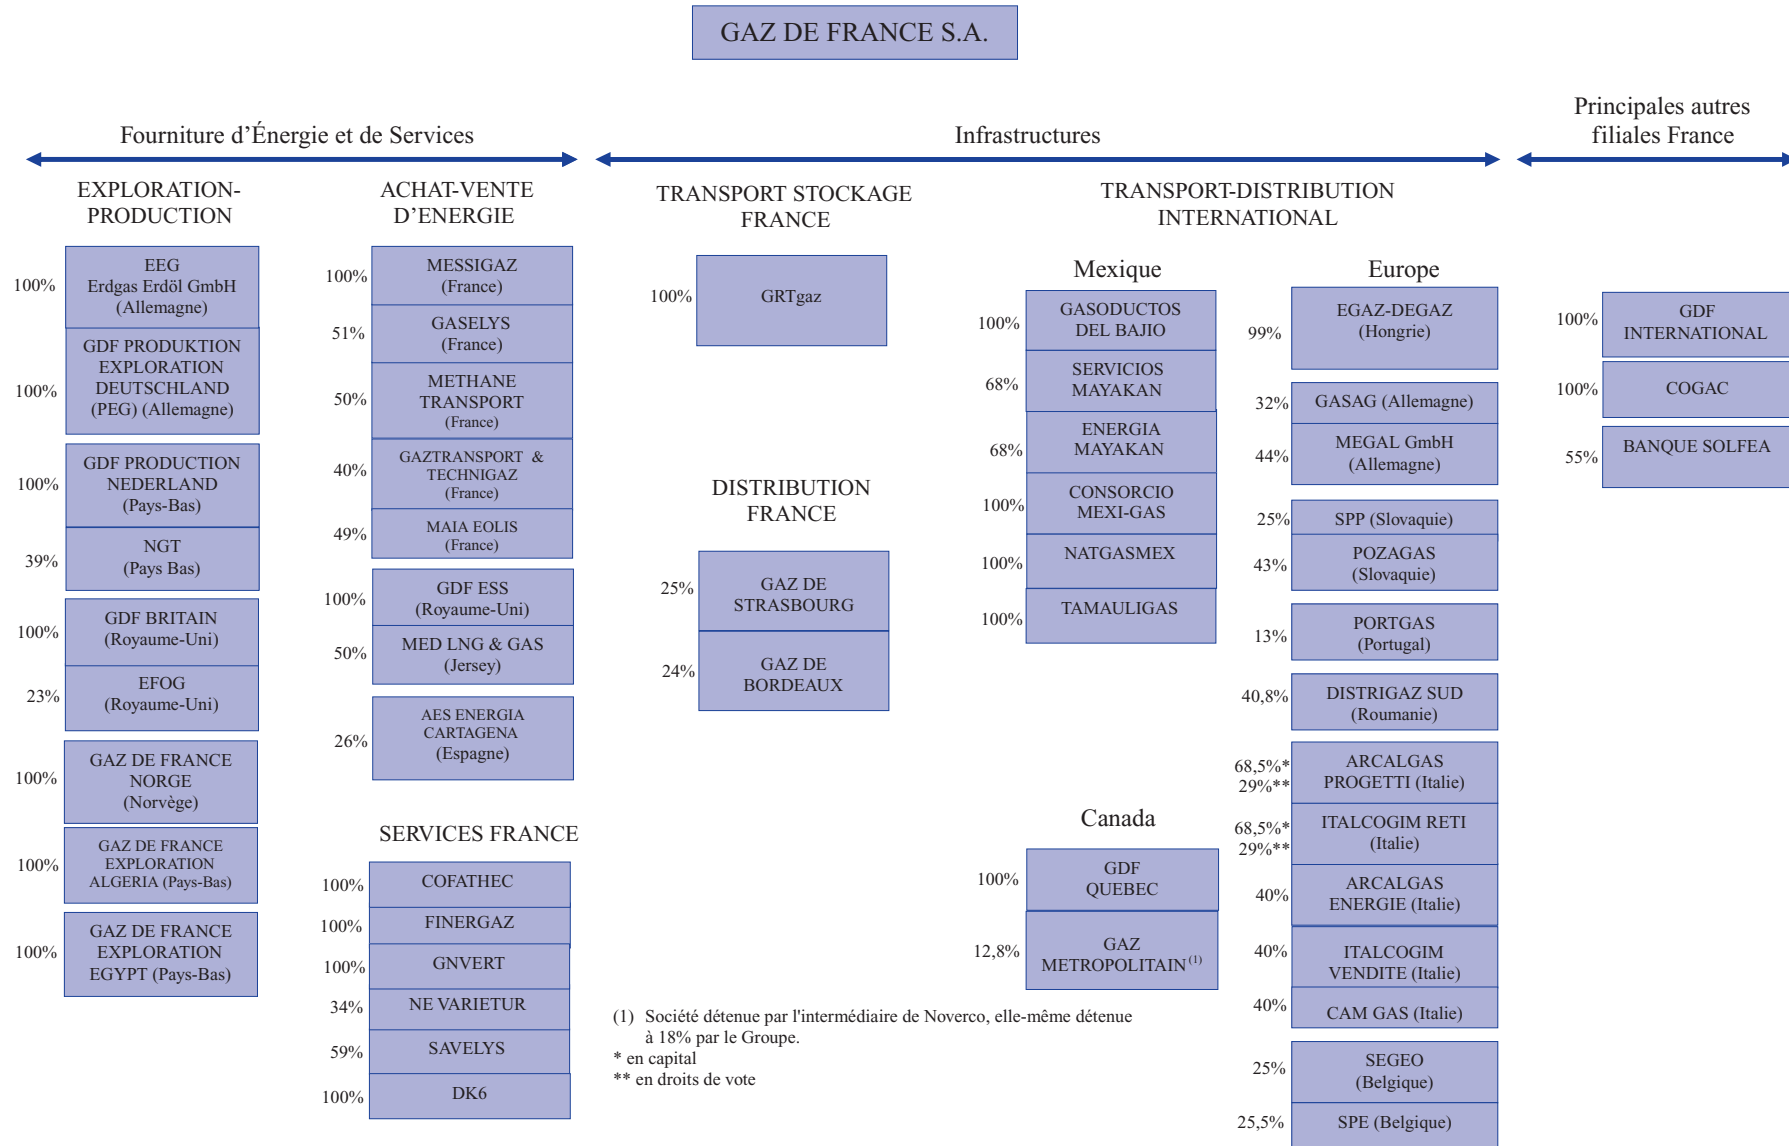 GAZ DE FRANCE S.A.
Fourniture d’Énergie et de Services
EXPLORATION-
PRODUCTION
100%
EEG
Erdgas Erdöl GmbH
(Allemagne)
100%
GDF PRODUKTION
EXPLORATION
DEUTSCHLAND
(PEG) (Allemagne)
100%
GDF PRODUCTION
NEDERLAND
(Pays-Bas)
39%
NGT
(Pays Bas)
100%
GDF BRITAIN
(Royaume-Uni)
23%
EFOG
(Royaume-Uni)
100%
GAZ DE FRANCE
NORGE
(Norvège)
100%
GAZ DE FRANCE
EXPLORATION
ALGERIA (Pays-Bas)
100%
GAZ DE FRANCE
EXPLORATION
EGYPT (Pays-Bas)
ACHAT-VENTE
D’ENERGIE
100%
MESSIGAZ
(France)
51%
GASELYS
(France)
50%
METHANE
TRANSPORT
(France)
40%
GAZTRANSPORT &
TECHNIGAZ
(France)
49%
MAIA EOLIS
(France)
100%
GDF ESS
(Royaume-Uni)
50%
MED LNG & GAS
(Jersey)
26%
AES ENERGIA
CARTAGENA
(Espagne)
SERVICES FRANCE
100%
COFATHEC
100%
FINERGAZ
100%
GNVERT
34%
NE VARIETUR
59%
SAVELYS
100%
DK6
Infrastructures
TRANSPORT STOCKAGE
FRANCE
100%
GRTgaz
DISTRIBUTION
FRANCE
25%
GAZ DE
STRASBOURG
24%
GAZ DE
BORDEAUX
TRANSPORT-DISTRIBUTION
INTERNATIONAL
Mexique
100%
GASODUCTOS
DEL BAJIO
68%
SERVICIOS
MAYAKAN
68%
ENERGIA
MAYAKAN
100%
CONSORCIO
MEXI-GAS
100%
NATGASMEX
100%
TAMAULIGAS
Canada
100%
GDF
QUEBEC
12,8%
GAZ
METROPOLITAIN(1)
Europe
99%
EGAZ-DEGAZ
(Hongrie)
32%
GASAG (Allemagne)
44%
MEGAL GmbH
(Allemagne)
25%
SPP (Slovaquie)
43%
POZAGAS
(Slovaquie)
13%
PORTGAS
(Portugal)
40,8%
DISTRIGAZ SUD
(Roumanie)
68,5%*
29%**
ARCALGAS
PROGETTI (Italie)
68,5%*
29%**
ITALCOGIM RETI
(Italie)
40%
ARCALGAS
ENERGIE (Italie)
40%
ITALCOGIM
VENDITE (Italie)
40%
CAM GAS (Italie)
25%
SEGEO
(Belgique)
25,5%
SPE (Belgique)
Principales autres
filiales France
100%
GDF
INTERNATIONAL
100%
COGAC
55%
BANQUE SOLFEA
(1) Société détenue par l'intermédiaire de Noverco, elle-même détenue
à 18% par le Groupe.
* en capital
** en droits de vote